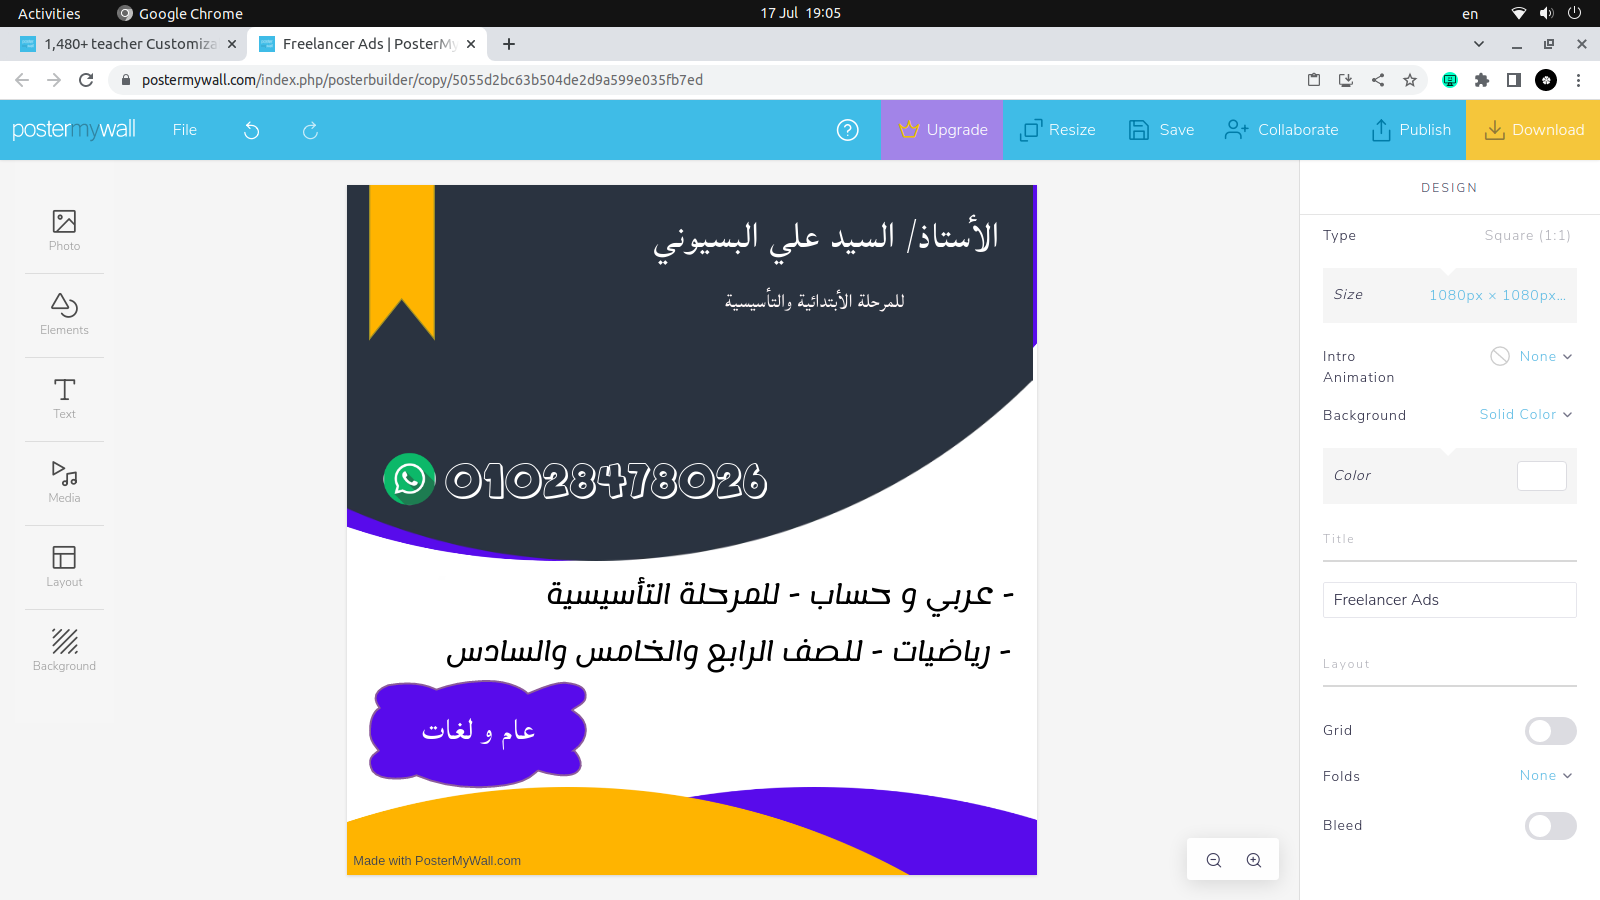 Activities
Google Chrome
17 Jul 19:05
en
1,480+ teacher Customiza
Freelancer Ads | PosterMy
postermywall.com/index.php/posterbuilder/copy/5055d2bc63b504de2d9a599e035fb7ed
postermywall
File
Upgrade
Resize
Save
Collaborate
Publish
Download
Photo
Elements
Text
Media
Layout
Background
الأستاذ/ السيد علي البسيوني
للمرحلة الأبتدائية والتأسيسية
01028478026
- عربي و حساب - للمرحلة التأسيسية
- رياضيات - للصف الرابع والخامس والسادس
عام و لغات
Made with PosterMyWall.com
DESIGN
Type Square (1:1)
Size 1080px × 1080px...
Intro Animation None
Background Solid Color
Color
Title
Freelancer Ads
Layout
Grid
Folds None
Bleed